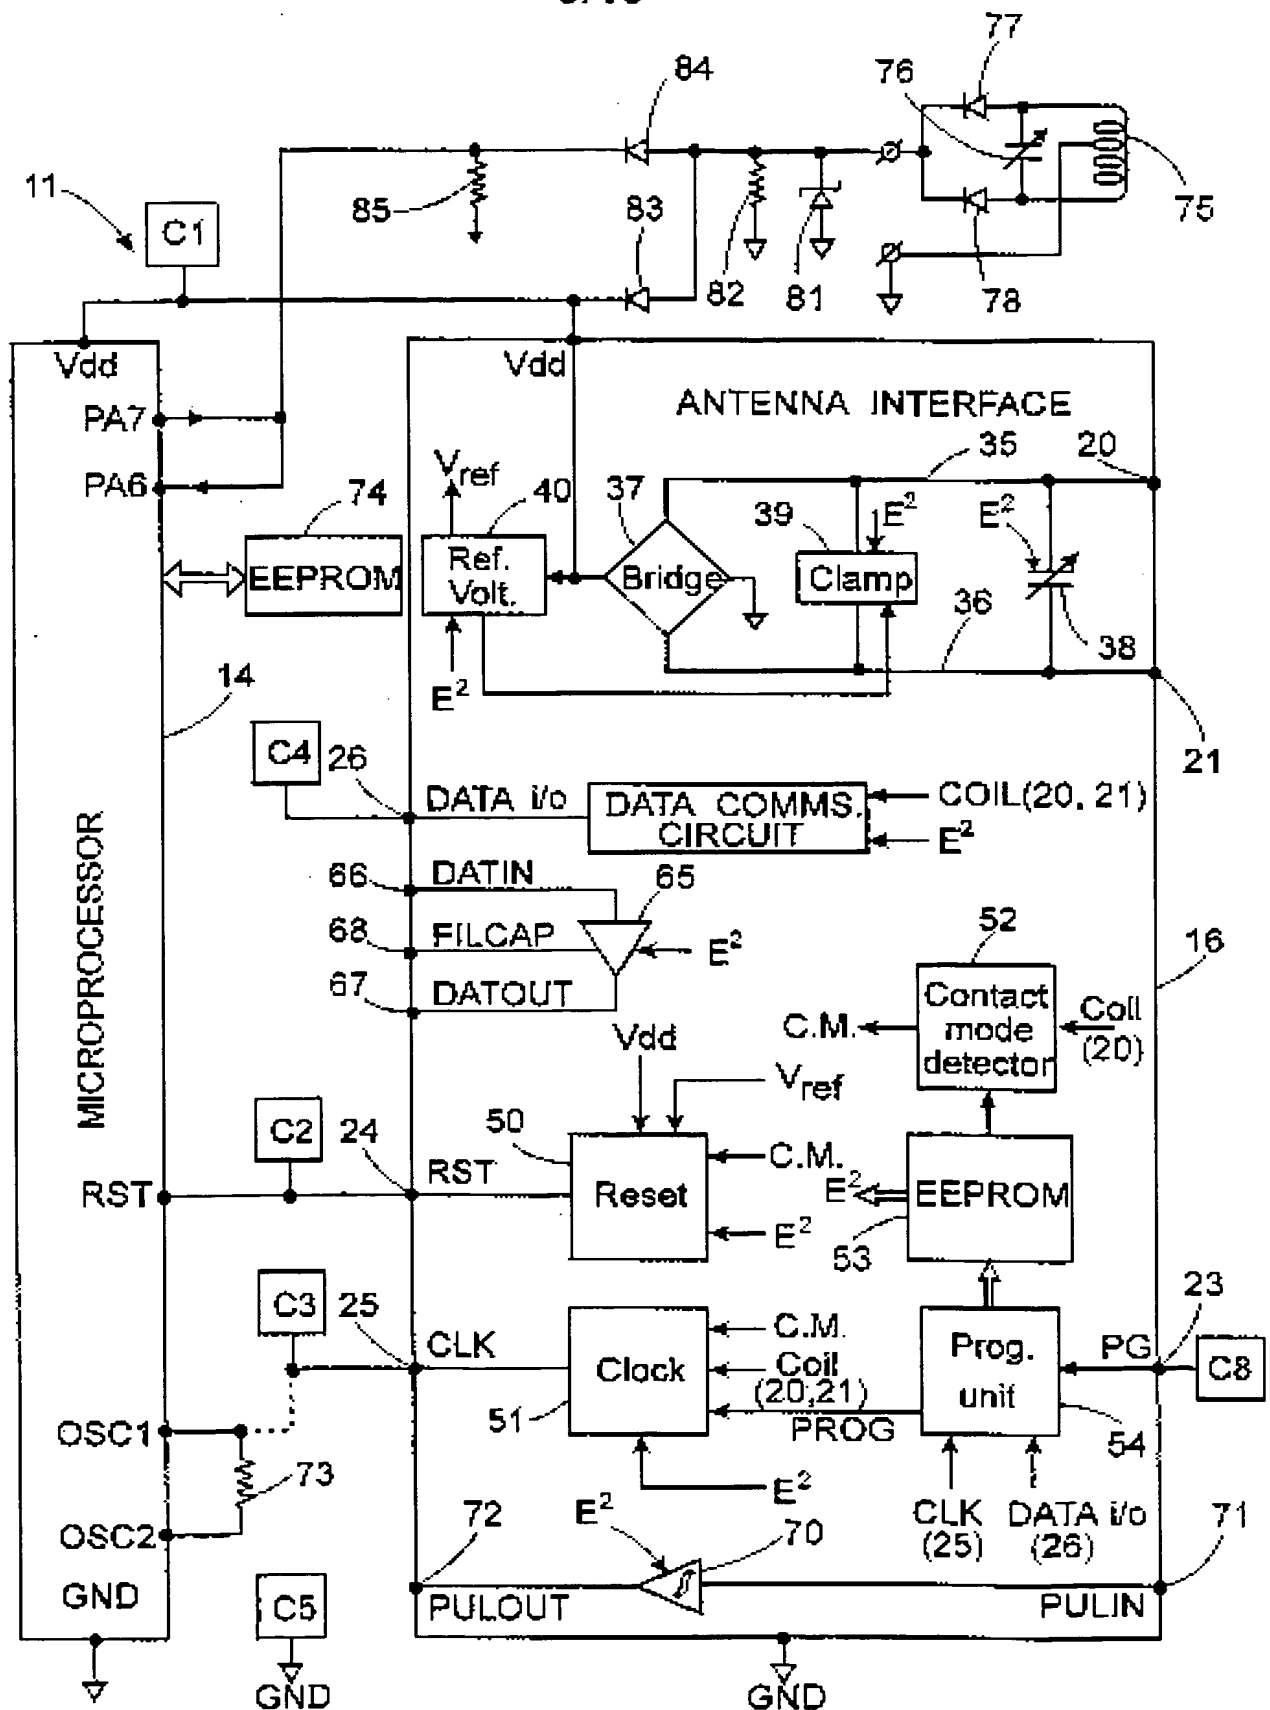 77
76
84
75
11
C1
85
83
82
81
78
Vdd
Vdd
ANTENNA INTERFACE
PA7
PA6
Vref
74
40
37
35
20
39
E²
E²
EEPROM
Ref.
Volt.
Bridge
Clamp
36
38
E²
14
21
C4
26
DATA i/o
DATA COMMS.
CIRCUIT
COIL(20, 21)
E²
MICROPROCESSOR
66
DATIN
65
68
FILCAP
E²
67
DATOUT
52
16
Contact
mode
detector
C.M.
Coil
(20)
Vdd
Vref
C2
24
50
RST
RST
Reset
C.M.
E²
E²
EEPROM
53
C3
25
CLK
Clock
51
C.M.
Coil
(20,21)
PROG
E²
Prog.
unit
54
PG
23
C8
OSC1
73
OSC2
CLK
(25)
DATA i/o
(26)
72
E²
70
71
PULOUT
PULIN
GND
C5
GND
GND